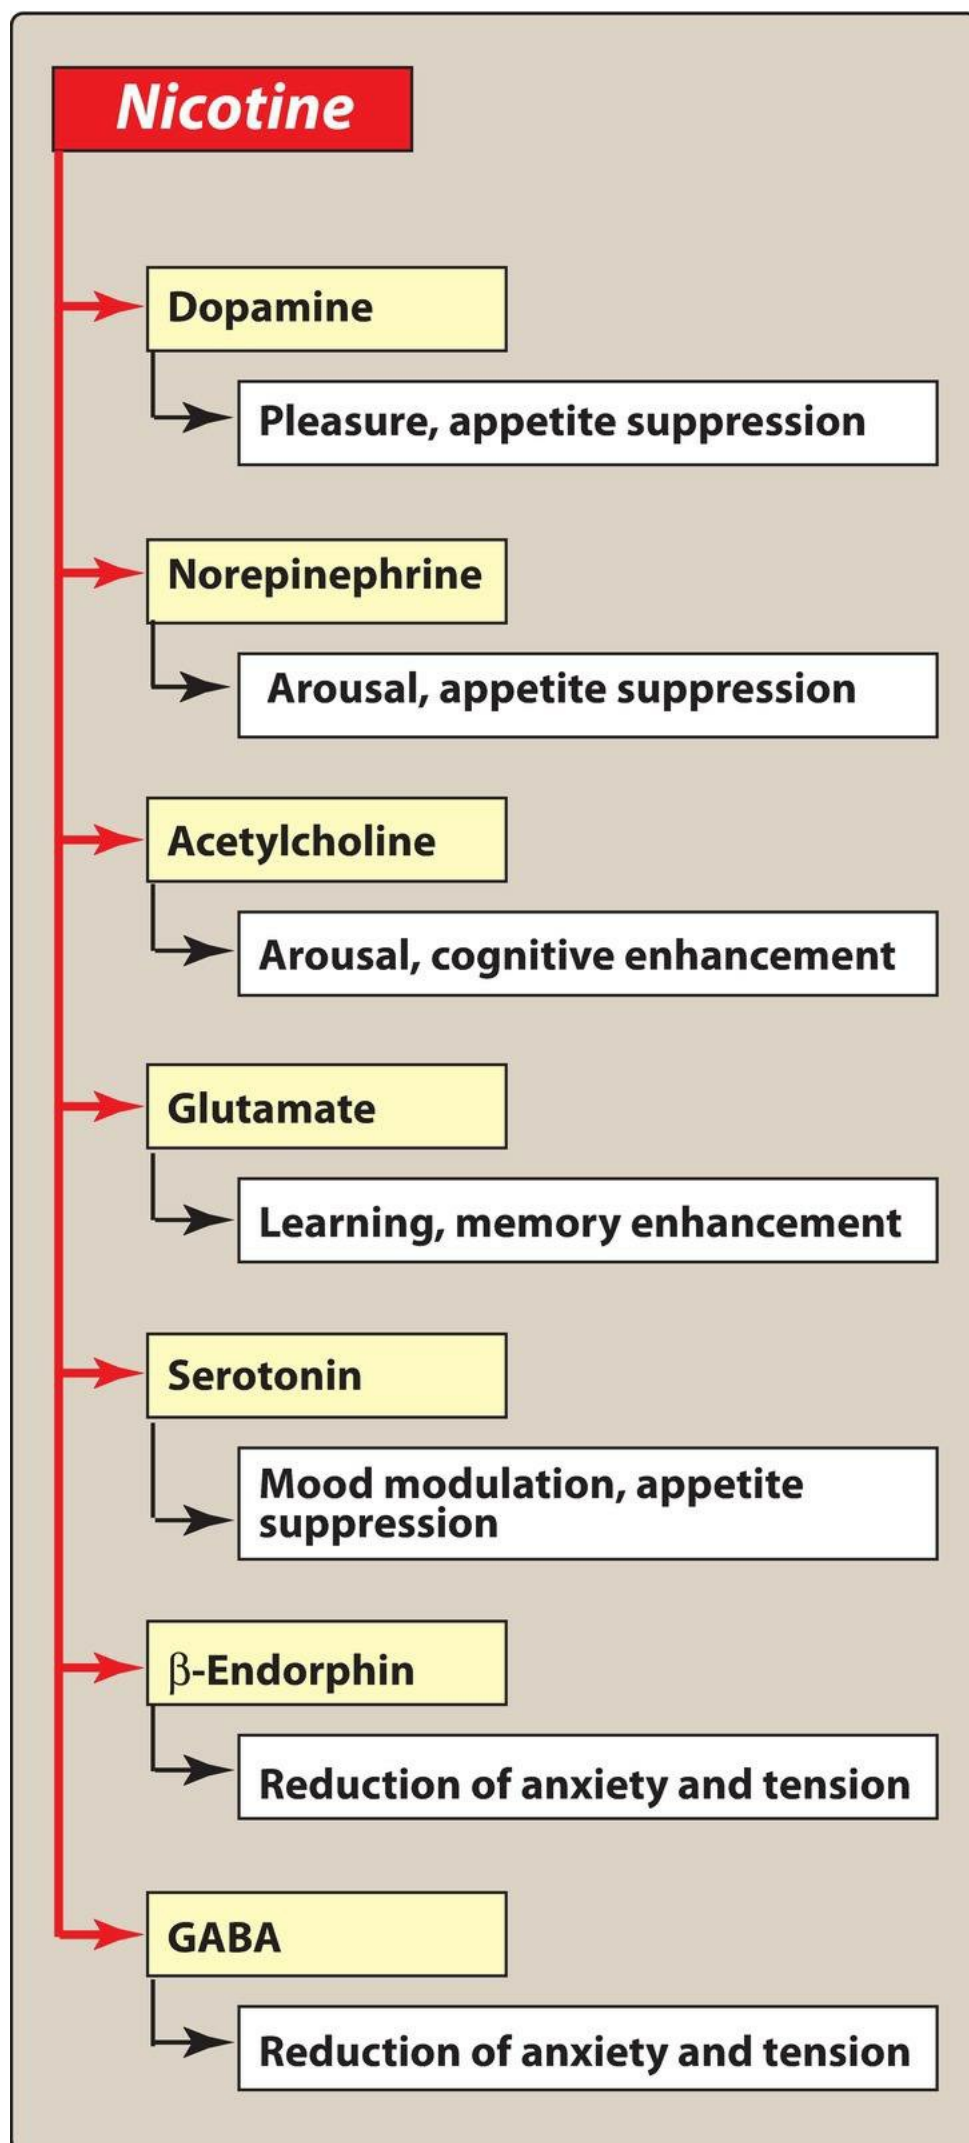 Nicotine
Dopamine
Pleasure, appetite suppression
Norepinephrine
Arousal, appetite suppression
Acetylcholine
Arousal, cognitive enhancement
Glutamate
Learning, memory enhancement
Serotonin
Mood modulation, appetite
suppression
β-Endorphin
Reduction of anxiety and tension
GABA
Reduction of anxiety and tension